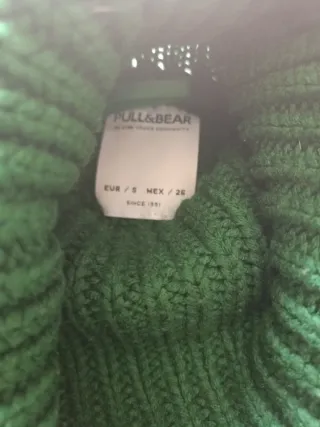 PULL&BEAR
EUR / S MEX / 26
SINCE 1991